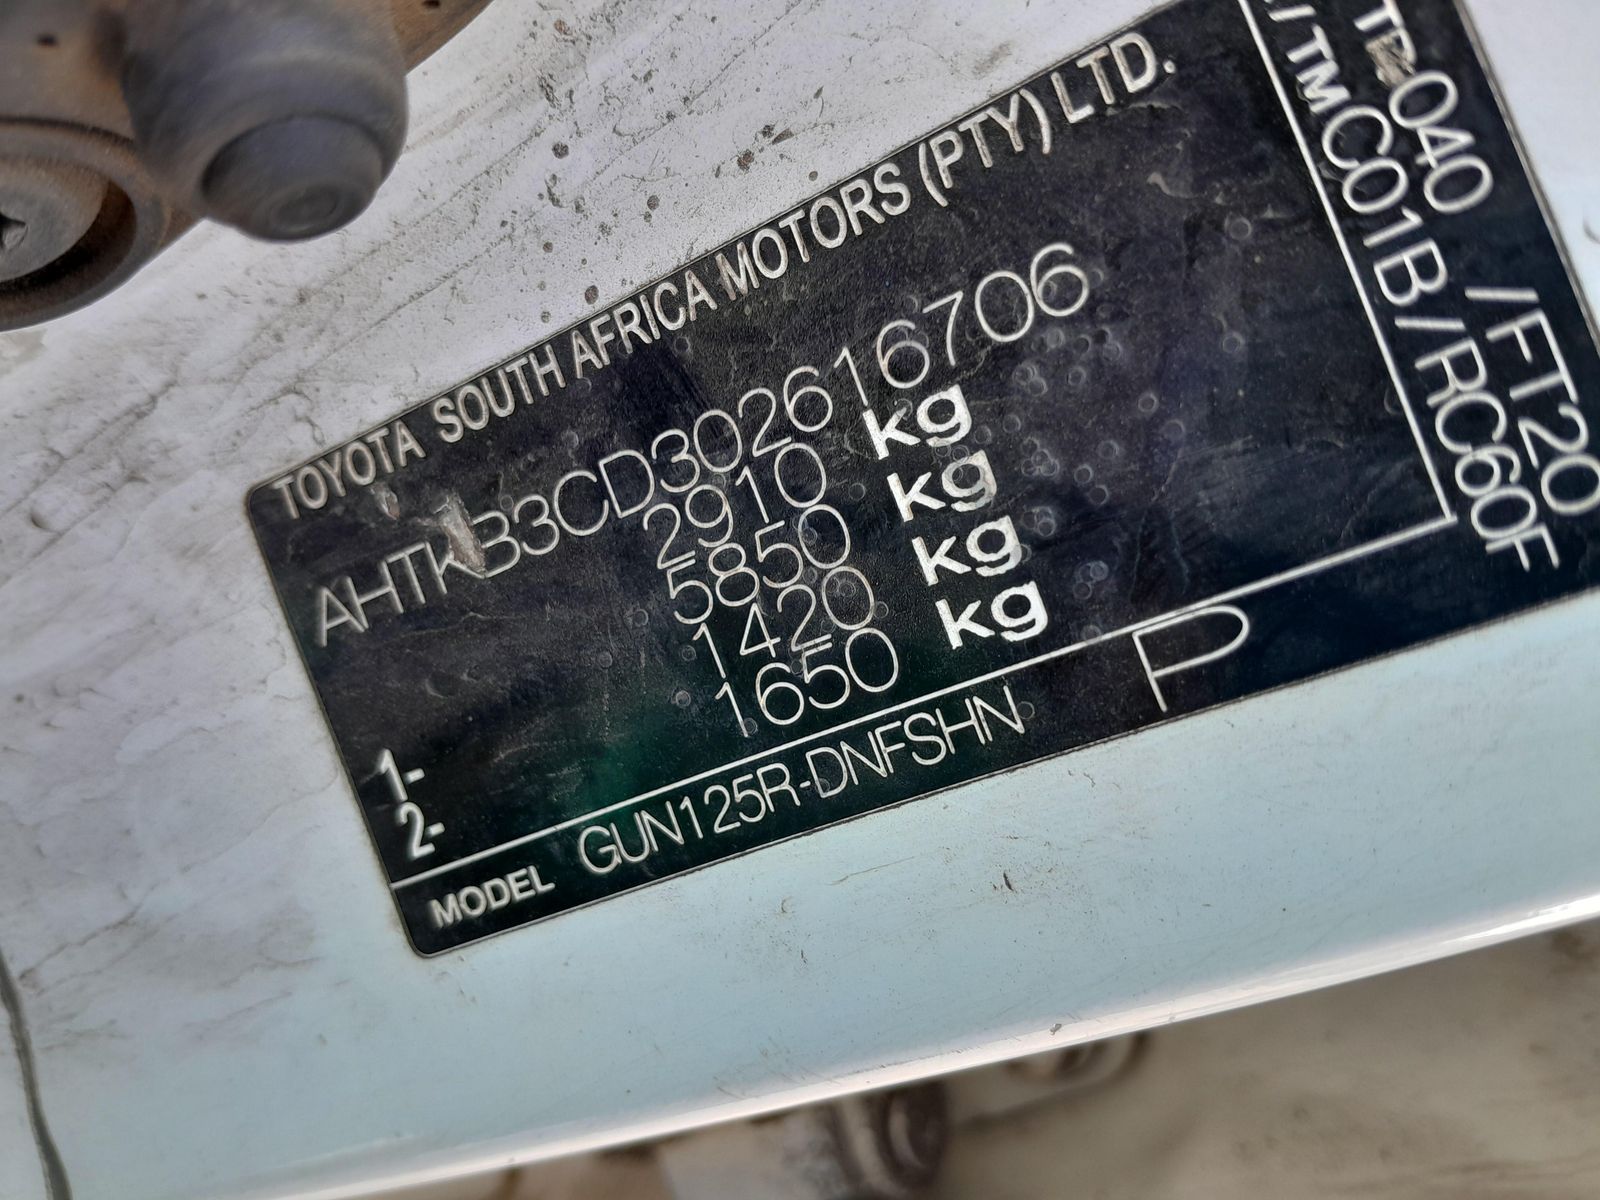 TOYOTA SOUTH AFRICA MOTORS (PTY) LTD.
AHTKB3CD302616706
2910 kg
5850 kg
1- 1420 kg
2- 1650 kg
MODEL GUN125R-DNFSHN
P
040 /FT20
/TMC01B/RC60F